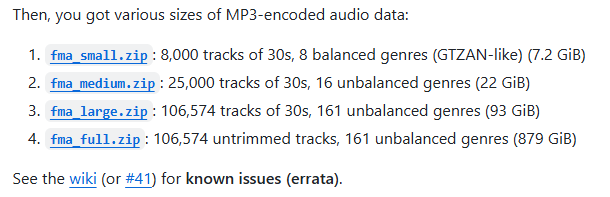 Then, you got various sizes of MP3-encoded audio data:
1. fma_small.zip : 8,000 tracks of 30s, 8 balanced genres (GTZAN-like) (7.2 GiB)
2. fma_medium.zip : 25,000 tracks of 30s, 16 unbalanced genres (22 GiB)
3. fma_large.zip : 106,574 tracks of 30s, 161 unbalanced genres (93 GiB)
4. fma_full.zip : 106,574 untrimmed tracks, 161 unbalanced genres (879 GiB)
See the wiki (or #41) for known issues (errata).